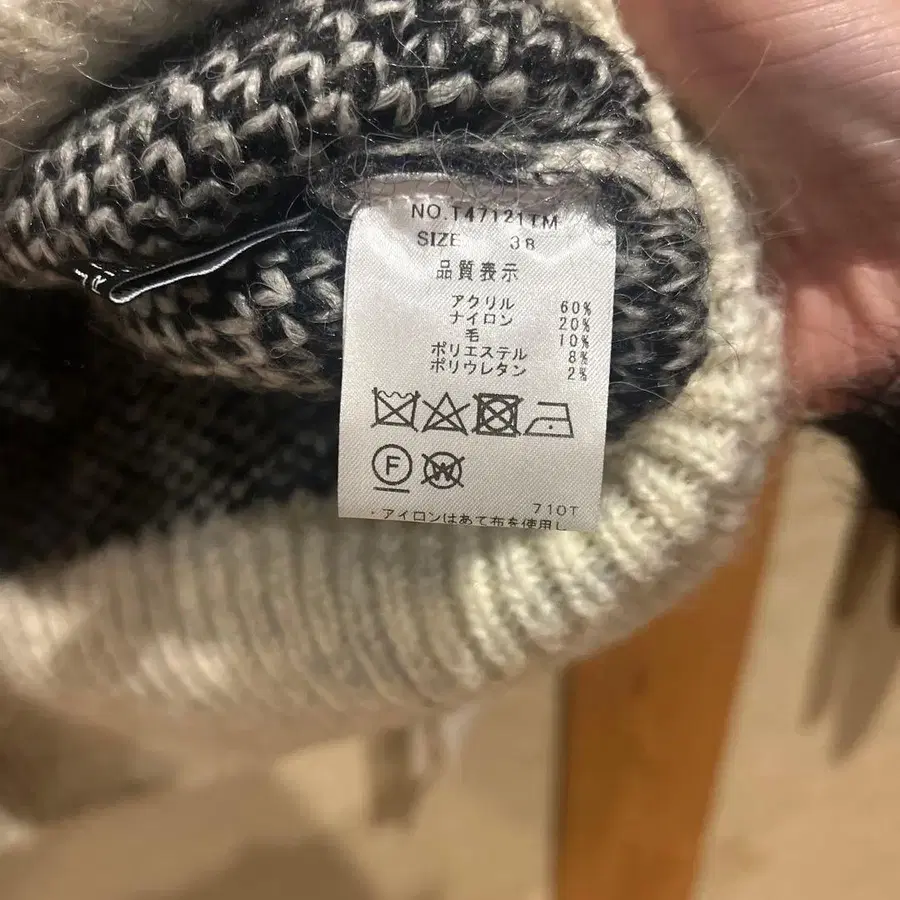 NO.T47121TM
SIZE 38
品質表示
アクリル 60%
ナイロン 20%
毛 10%
ポリエステル 8%
ポリウレタン 2%
F
W
710T
・アイロンはあて布を使用し